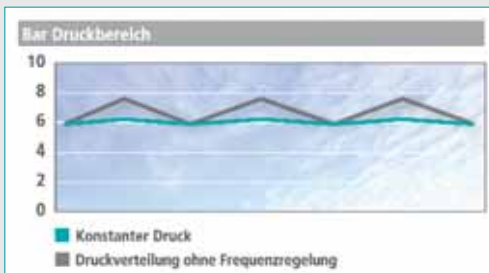 Bar Druckbereich
10
8
6
4
2
0
Konstanter Druck
Druckverteilung ohne Frequenzregelung